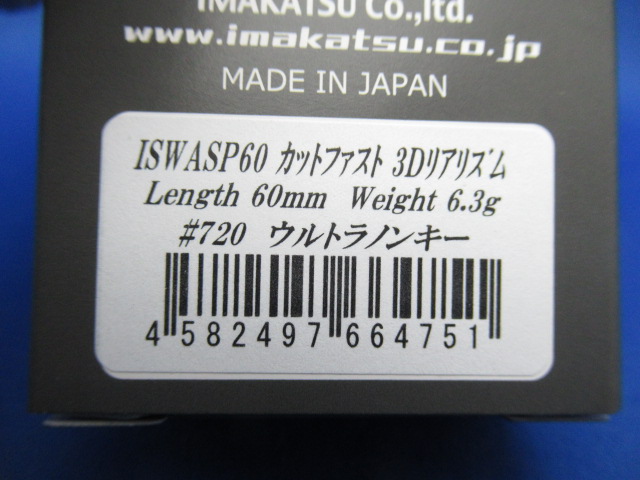 IMAKATSU Co.,ltd.
www.imakatsu.co.jp
MADE IN JAPAN
ISWASP60 カットファスト 3Dリアリズム
Length 60mm Weight 6.3g
#720 ウルトラノンキー
4 582497 664751